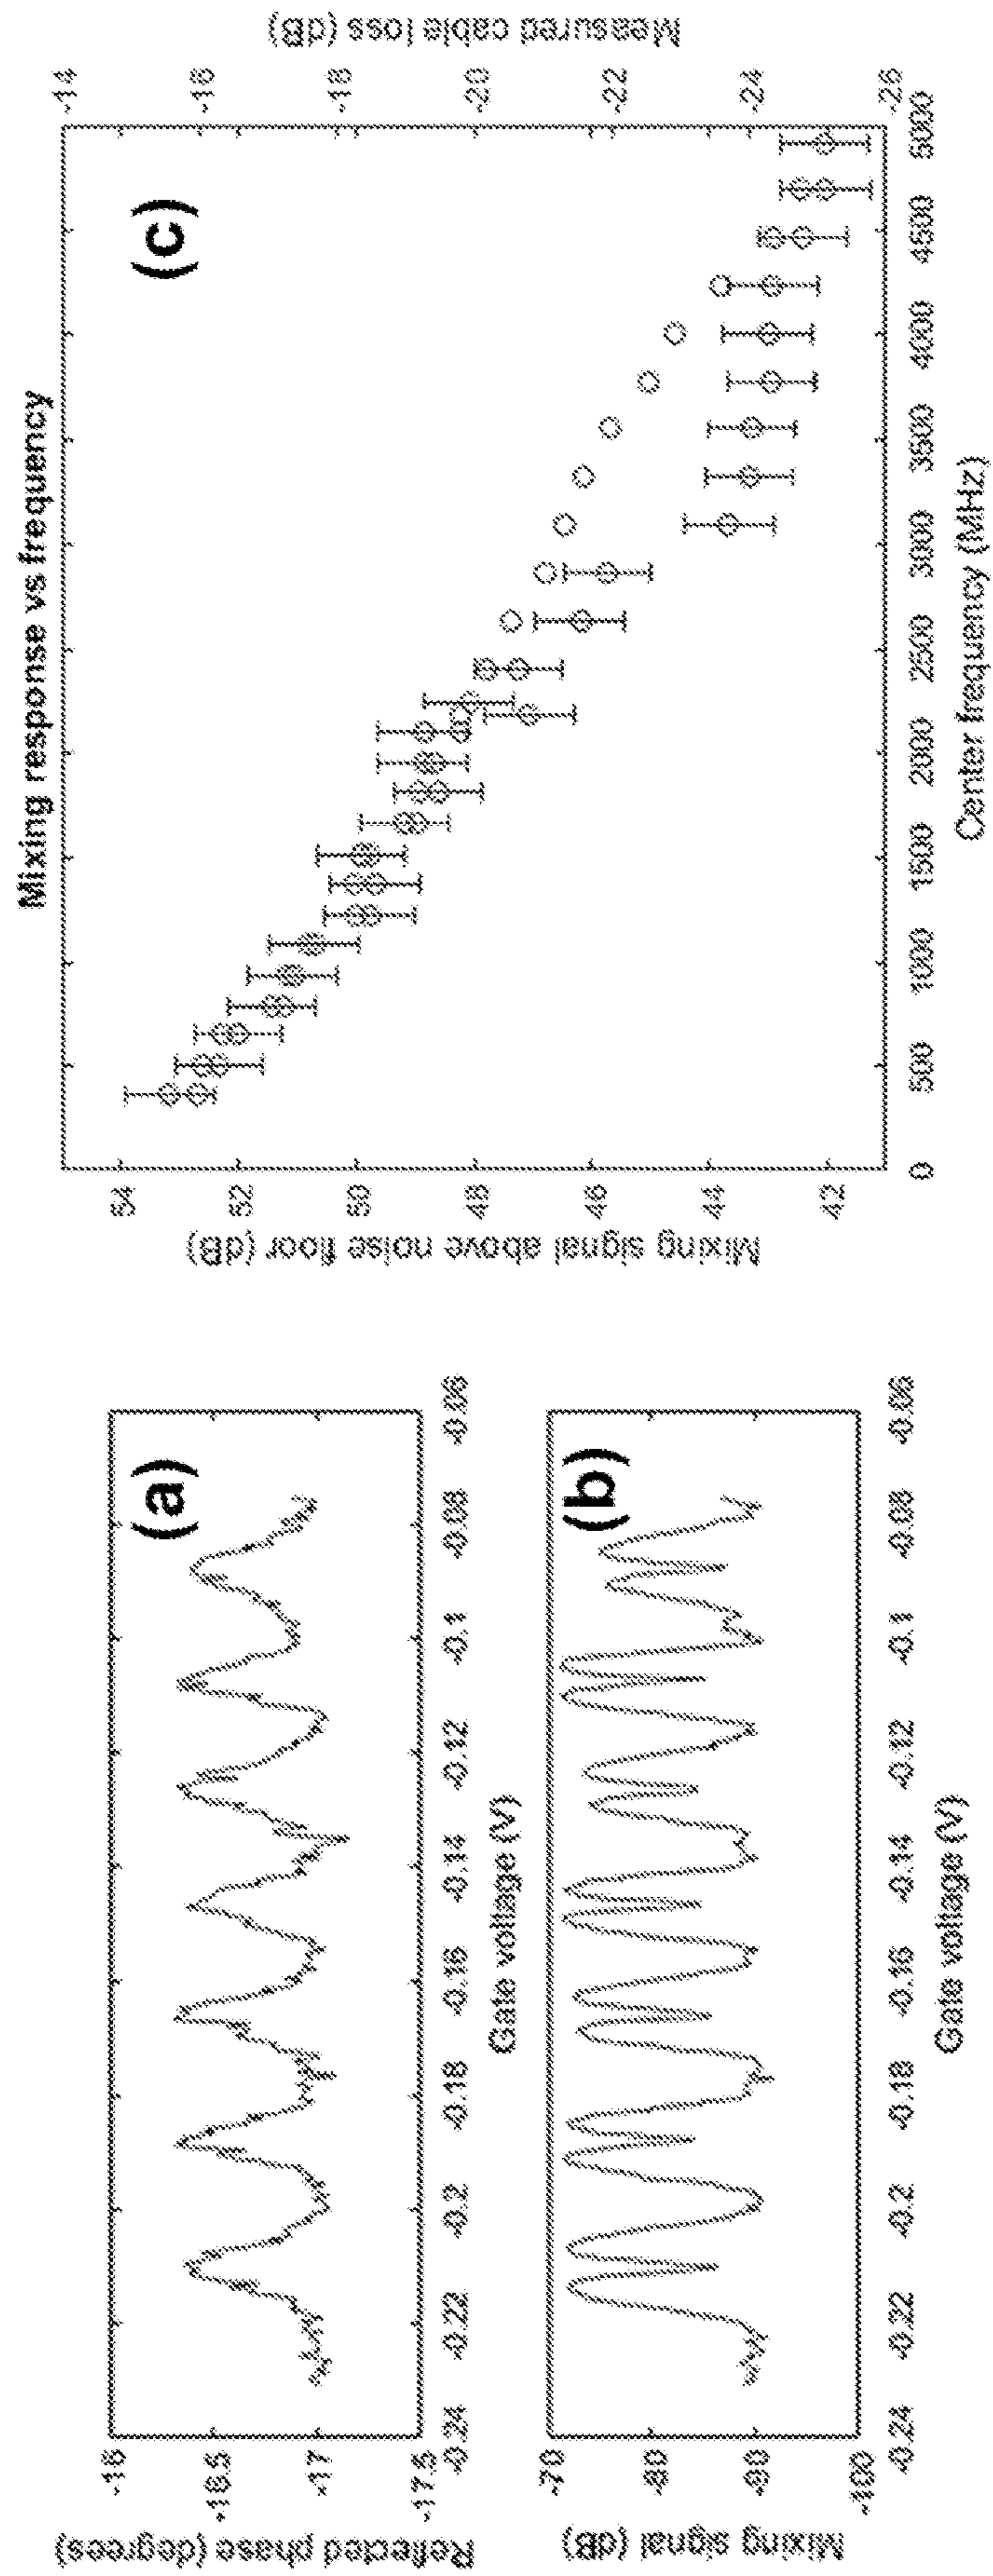 (a)
Reflected phase (degrees)
-16
-16.5
-17
-17.5
-0.24 -0.22 -0.2 -0.18 -0.16 -0.14 -0.12 -0.1 -0.08 -0.06
Gate voltage (V)
(b)
Mixing signal (dB)
-70
-80
-90
-100
-0.24 -0.22 -0.2 -0.18 -0.16 -0.14 -0.12 -0.1 -0.08 -0.06
Gate voltage (V)
Mixing response vs frequency
(c)
Mixing signal above noise floor (dB)
54
52
50
48
46
44
42
0 500 1000 1500 2000 2500 3000 3500 4000 4500 5000
Center frequency (MHz)
-14
-16
-18
-20
-22
-24
-26
Measured cable loss (dB)